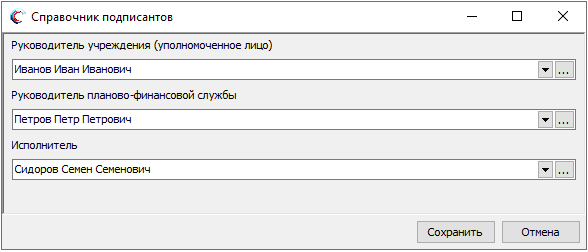 Справочник подписантов
Руководитель учреждения (уполномоченное лицо)
Иванов Иван Иванович
...
Руководитель планово-финансовой службы
Петров Петр Петрович
...
Исполнитель
Сидоров Семен Семенович
...
Сохранить Отмена